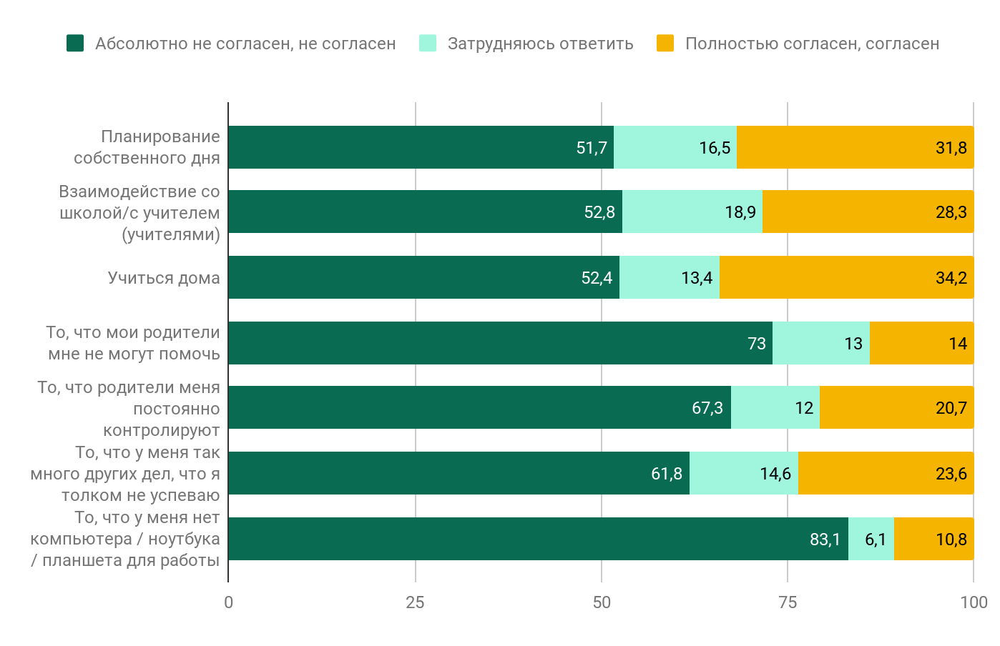 Абсолютно не согласен, не согласен
Затрудняюсь ответить
Полностью согласен, согласен
Планирование
собственного дня
51,7
16,5
31,8
Взаимодействие со
школой/с учителем
(учителями)
52,8
18,9
28,3
Учиться дома
52,4
13,4
34,2
То, что мои родители
мне не могут помочь
73
13
14
То, что родители меня
постоянно
контролируют
67,3
12
20,7
То, что у меня так
много других дел, что я
толком не успеваю
61,8
14,6
23,6
То, что у меня нет
компьютера / ноутбука
/ планшета для работы
83,1
6,1
10,8
0
25
50
75
100